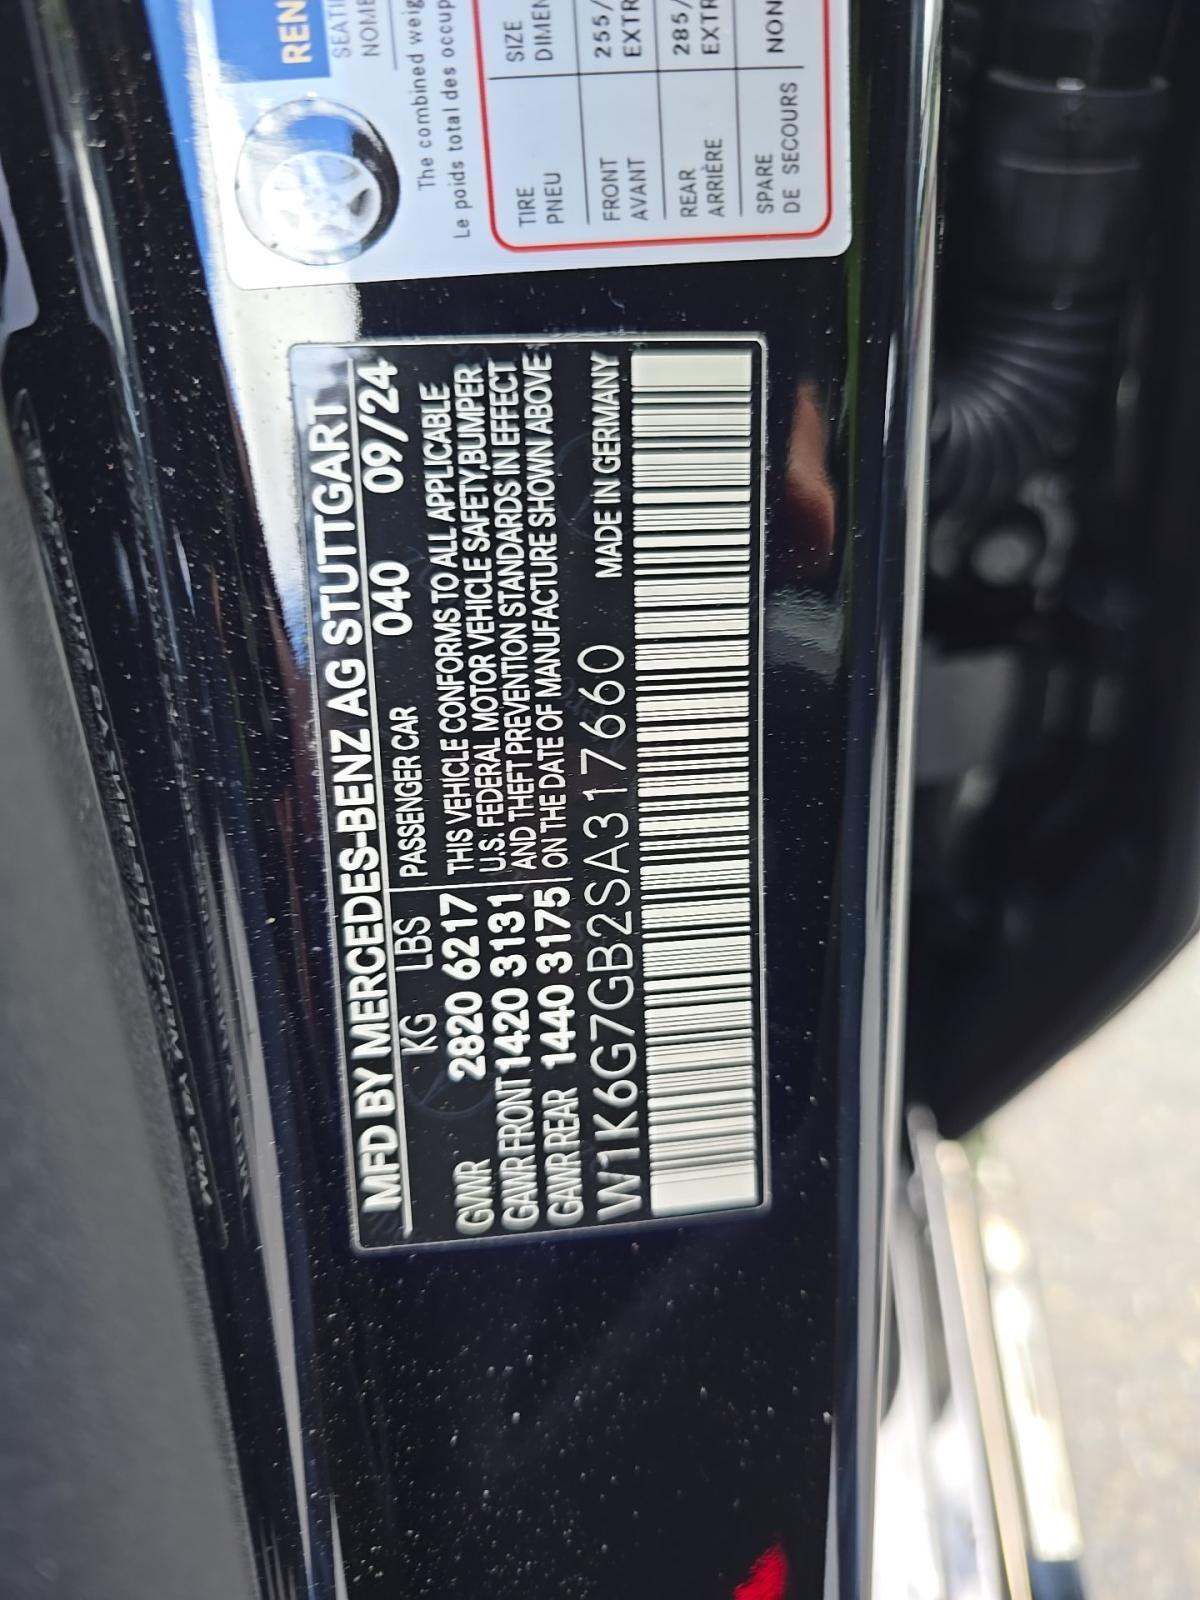 MFD BY MERCEDES-BENZ AG STUTTGART
KG LBS PASSENGER CAR 040 09/24
GVWR 2820 6217 THIS VEHICLE CONFORMS TO ALL APPLICABLE
GAWR FRONT 1420 3131 U.S. FEDERAL MOTOR VEHICLE SAFETY,BUMPER
AND THEFT PREVENTION STANDARDS IN EFFECT
GAWR REAR 1440 3175 ON THE DATE OF MANUFACTURE SHOWN ABOVE
W1K6G7GB2SA317660 MADE IN GERMANY
REN
SEATI
NOMB
The combined weig
Le poids total des occup
TIRE SIZE
PNEU DIMEN
FRONT 255/
AVANT EXTR
REAR 285/
ARRIÈRE EXTR
SPARE NON
DE SECOURS